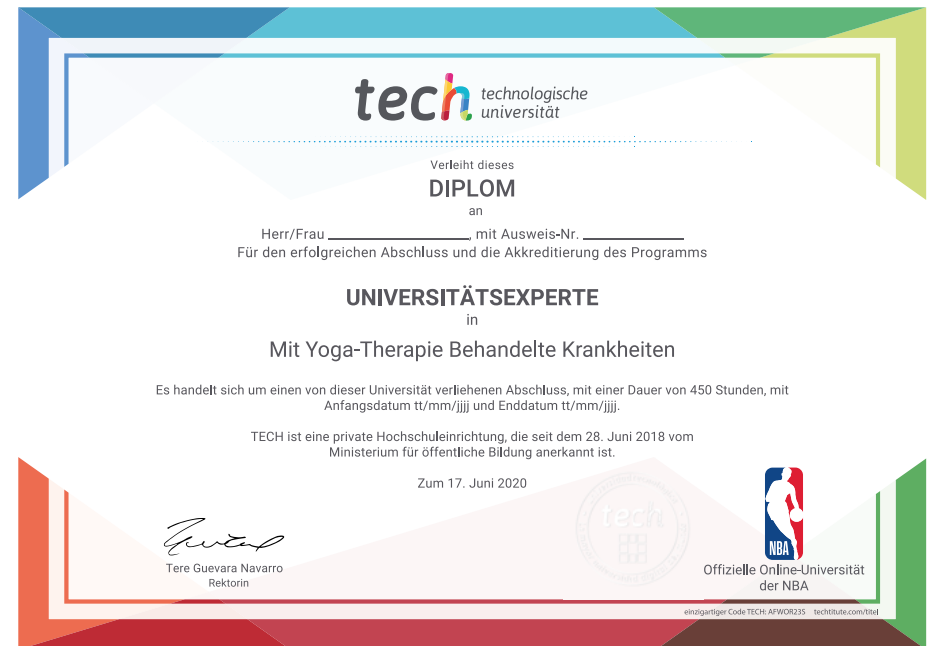 tech technologische
universität
Verleiht dieses
DIPLOM
an
Herr/Frau ____________________, mit Ausweis-Nr. ______________
Für den erfolgreichen Abschluss und die Akkreditierung des Programms
UNIVERSITÄTSEXPERTE
in
Mit Yoga-Therapie Behandelte Krankheiten
Es handelt sich um einen von dieser Universität verliehenen Abschluss, mit einer Dauer von 450 Stunden, mit
Anfangsdatum tt/mm/jjjj und Enddatum tt/mm/jjjj.
TECH ist eine private Hochschuleinrichtung, die seit dem 28. Juni 2018 vom
Ministerium für öffentliche Bildung anerkannt ist.
Zum 17. Juni 2020
tech
NBA
Tere Guevara Navarro
Rektorin
Offizielle Online-Universität
der NBA
einzigartiger Code TECH: AFWOR23S techtitute.com/titel